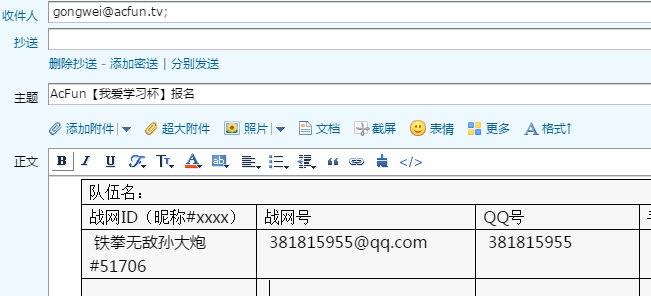 收件人 gongwei@acfun.tv;
抄送
删除抄送 - 添加密送 | 分别发送
主题 AcFun【我爱学习杯】报名
添加附件 | 超大附件 照片 | 文档 截屏 表情 更多 A 格式↑
正文 B I U F Tт A ab </>
队伍名：
战网ID（昵称#xxxx） 战网号 QQ号
铁拳无敌孙大炮 381815955@qq.com 381815955
#51706